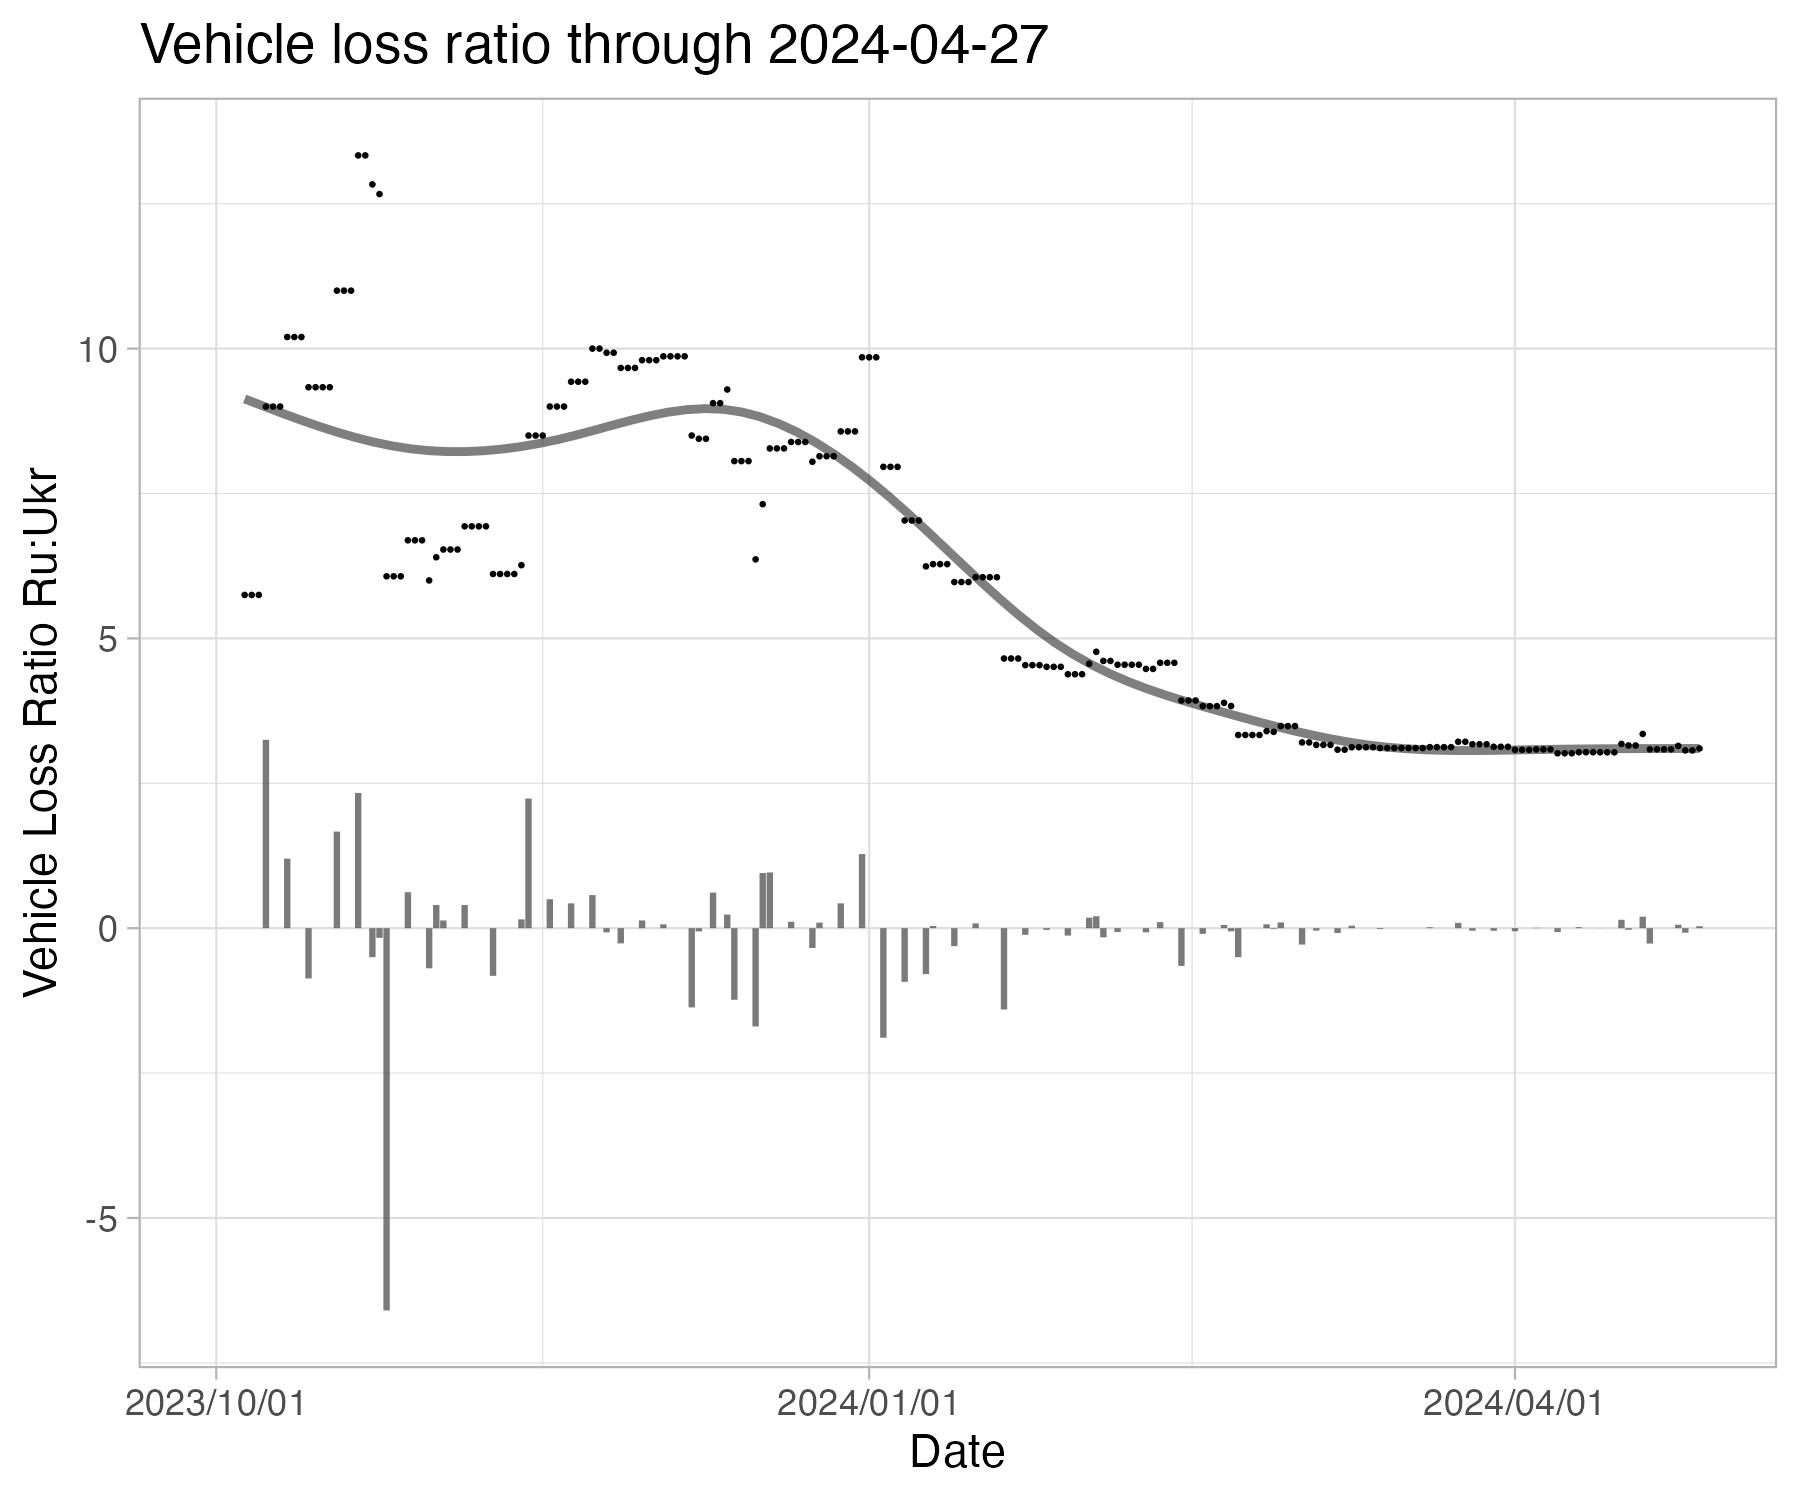 Vehicle loss ratio through 2024-04-27
Vehicle Loss Ratio Ru:Ukr
10
5
0
-5
2023/10/01
2024/01/01
2024/04/01
Date